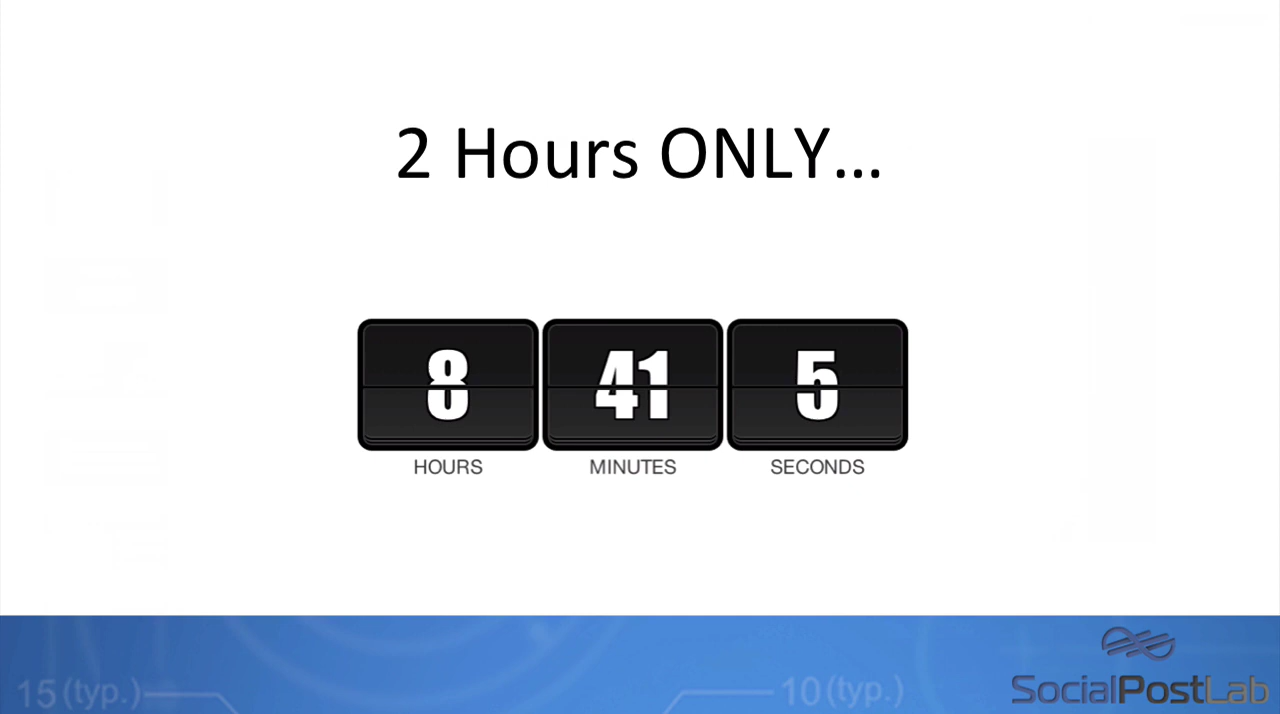 2 Hours ONLY...
8 41 5
HOURS MINUTES SECONDS
15 (typ.) 10 (typ.)
SocialPostLab